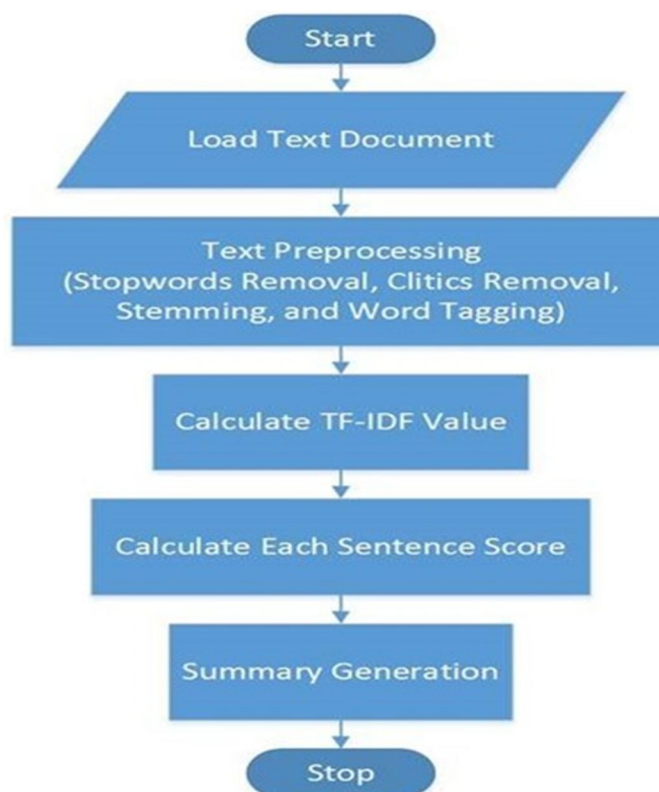 Start
Load Text Document
Text Preprocessing
(Stopwords Removal, Clitics Removal,
Stemming, and Word Tagging)
Calculate TF-IDF Value
Calculate Each Sentence Score
Summary Generation
Stop